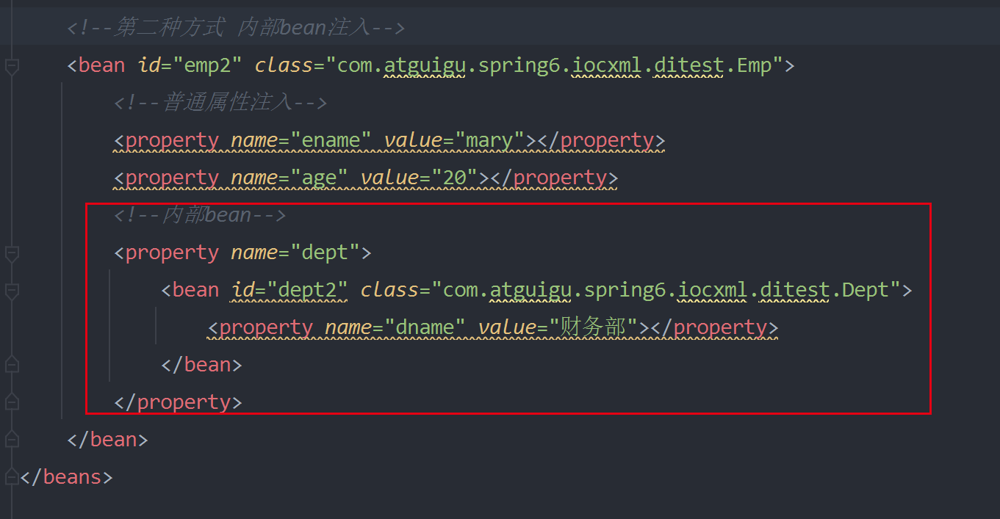 <!--第二种方式 内部bean注入-->
<bean id="emp2" class="com.atguigu.spring6.iocxml.ditest.Emp">
<!--普通属性注入-->
<property name="ename" value="mary"></property>
<property name="age" value="20"></property>
<!--内部bean-->
<property name="dept">
<bean id="dept2" class="com.atguigu.spring6.iocxml.ditest.Dept">
<property name="dname" value="财务部"></property>
</bean>
</property>
</bean>
</beans>